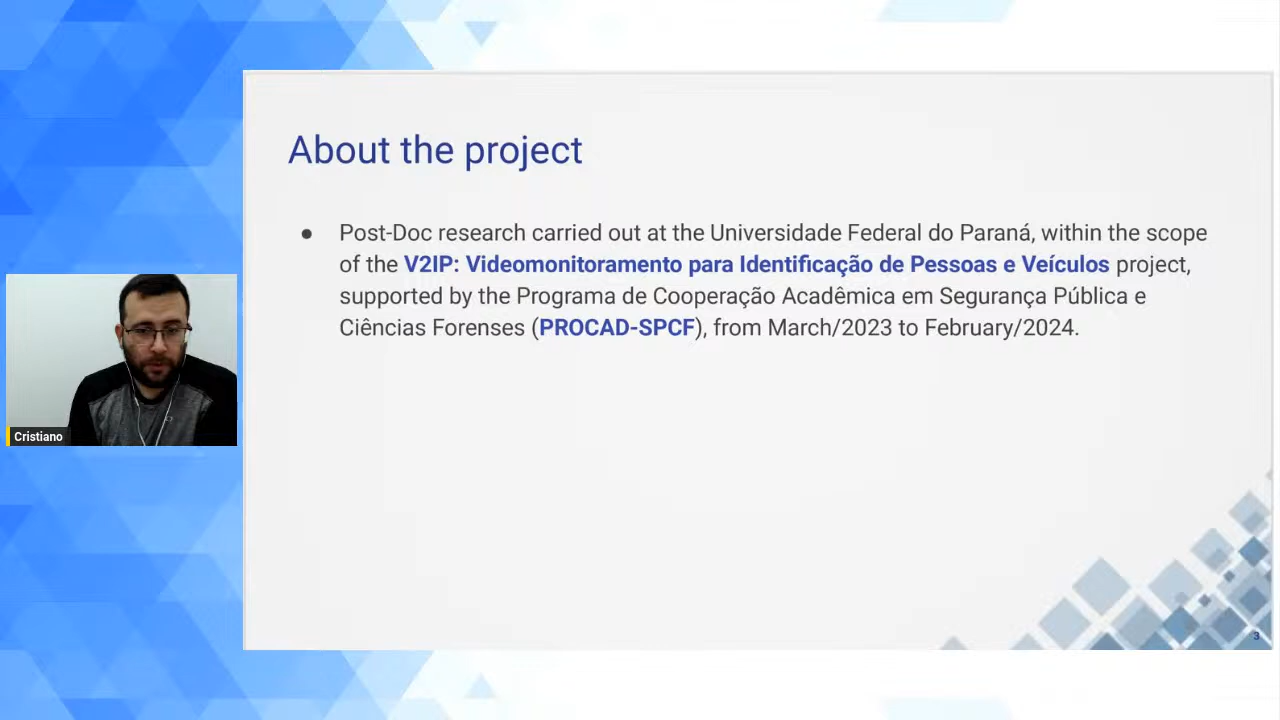 About the project
● Post-Doc research carried out at the Universidade Federal do Paraná, within the scope
of the V2IP: Videomonitoramento para Identificação de Pessoas e Veículos project,
supported by the Programa de Cooperação Acadêmica em Segurança Pública e
Ciências Forenses (PROCAD-SPCF), from March/2023 to February/2024.
Cristiano
3